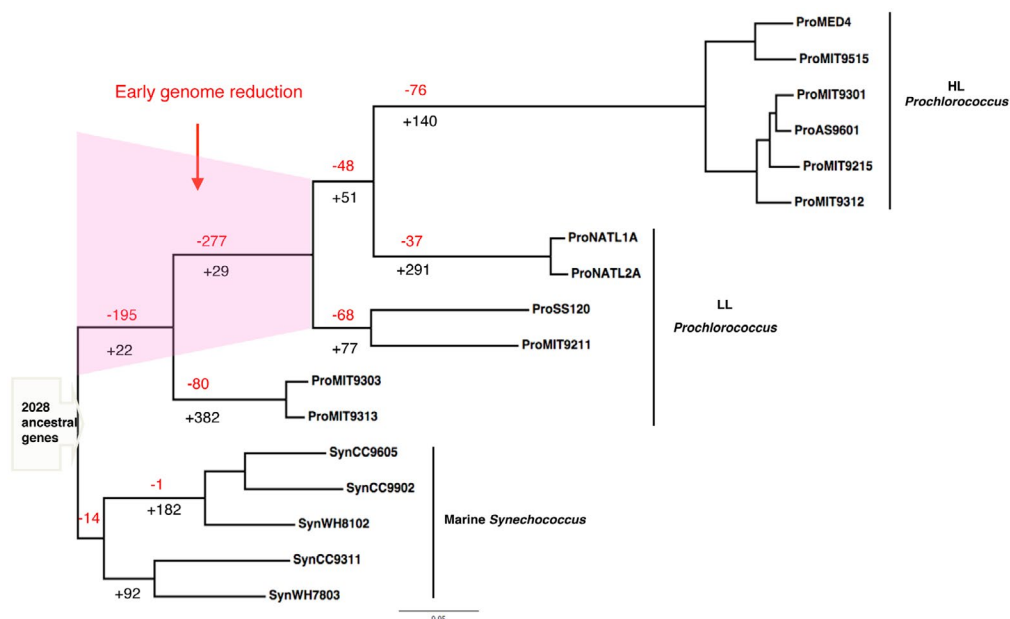 ProMED4
ProMIT9515
HL
Prochlorococcus
ProMIT9301
ProAS9601
ProMIT9215
ProMIT9312
Early genome reduction
-76
+140
-48
+51
-37
+291
ProNATL1A
ProNATL2A
-277
+29
LL
Prochlorococcus
-68
+77
ProSS120
ProMIT9211
-195
+22
-80
+382
ProMIT9303
ProMIT9313
2028
ancestral
genes
SynCC9605
SynCC9902
-1
+182
SynWH8102
-14
Marine Synechococcus
SynCC9311
+92
SynWH7803
0.05